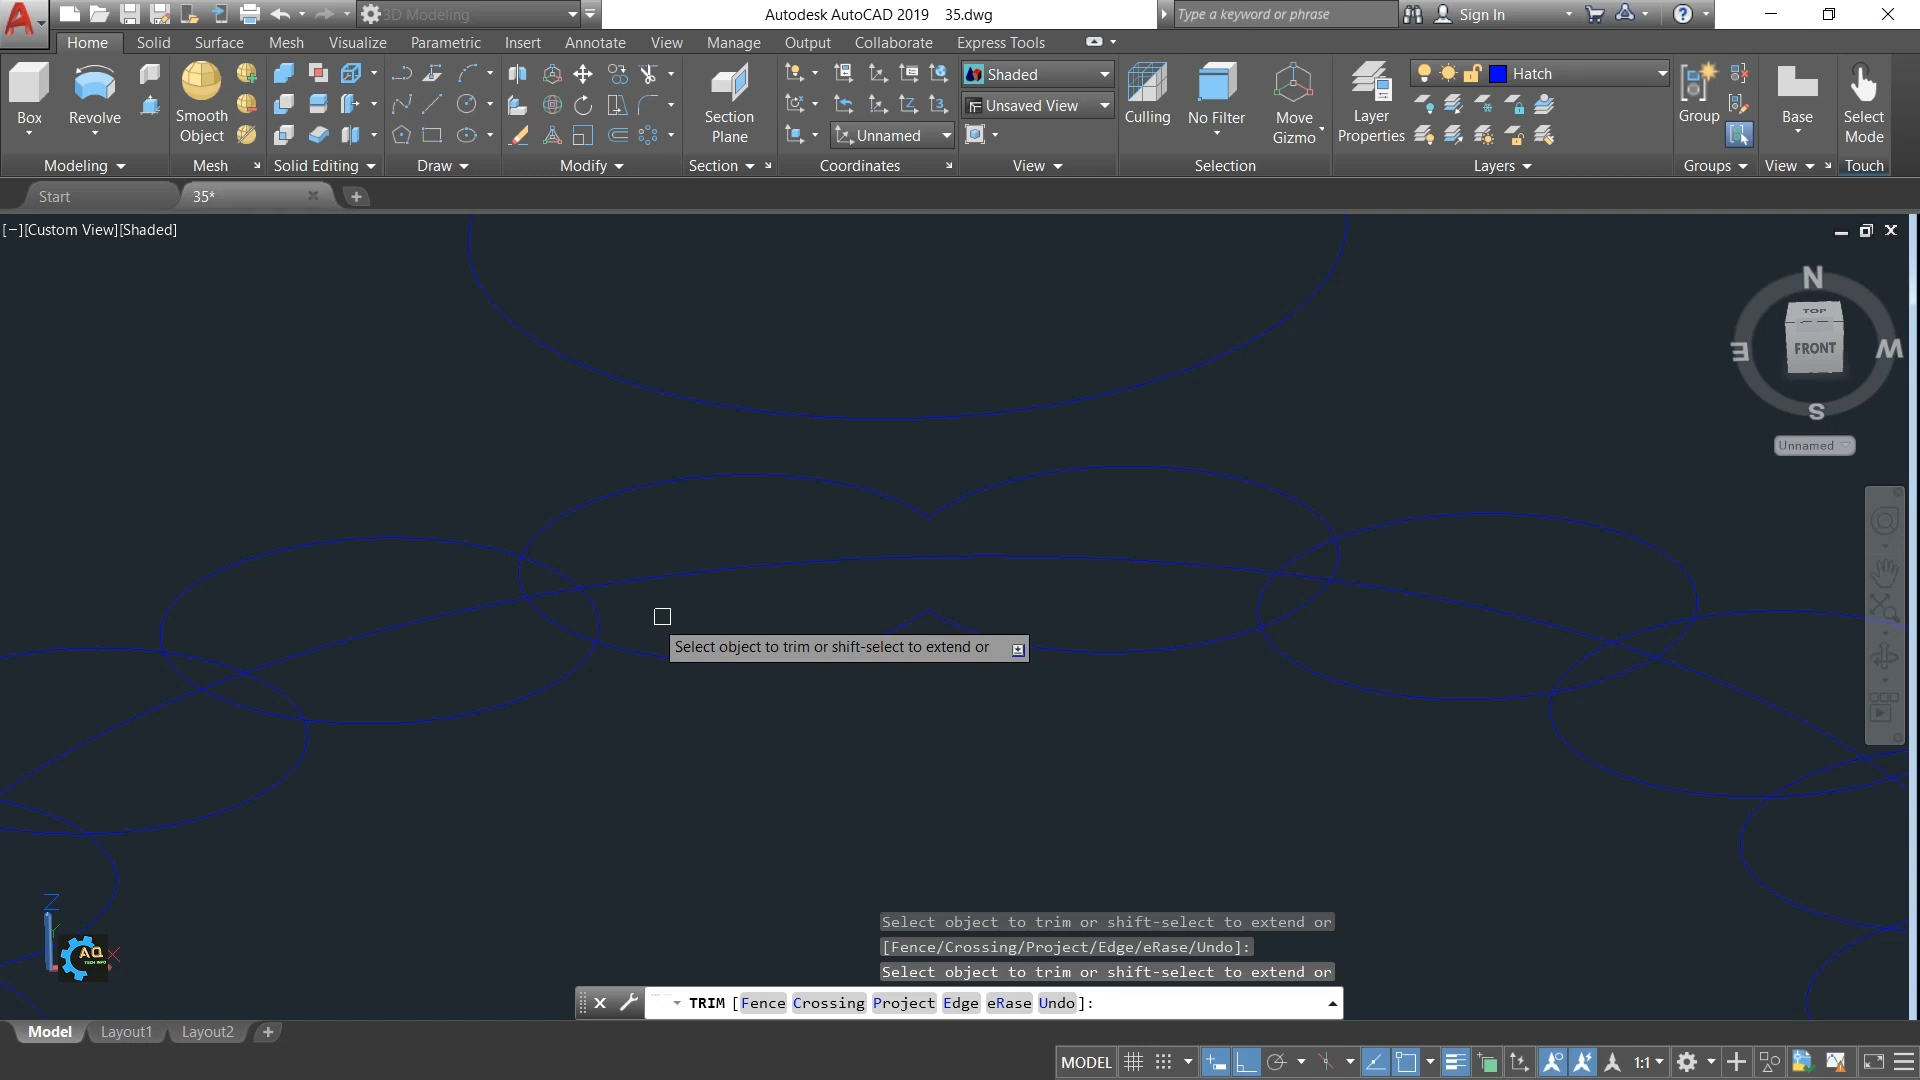 3D Modeling
Autodesk AutoCAD 2019 35.dwg
Type a keyword or phrase
Sign In
Home Solid Surface Mesh Visualize Parametric Insert Annotate View Manage Output Collaborate Express Tools
Box
Revolve
Smooth
Object
Section
Plane
Shaded
Unsaved View
Unnamed
Culling
No Filter
Move
Gizmo
Layer
Properties
Hatch
Group
Base
Select
Mode
Modeling Mesh Solid Editing Draw Modify Section Coordinates View Selection Layers Groups View Touch
Start
35*
[−][Custom View][Shaded]
N
TOP
FRONT
E
W
S
Unnamed
Select object to trim or shift-select to extend or
Select object to trim or shift-select to extend or
[Fence/Crossing/Project/Edge/eRase/Undo]:
Select object to trim or shift-select to extend or
TRIM [Fence Crossing Project Edge eRase Undo]:
Z
Y
X
AQ
TECH INFO
Model Layout1 Layout2
MODEL
1:1